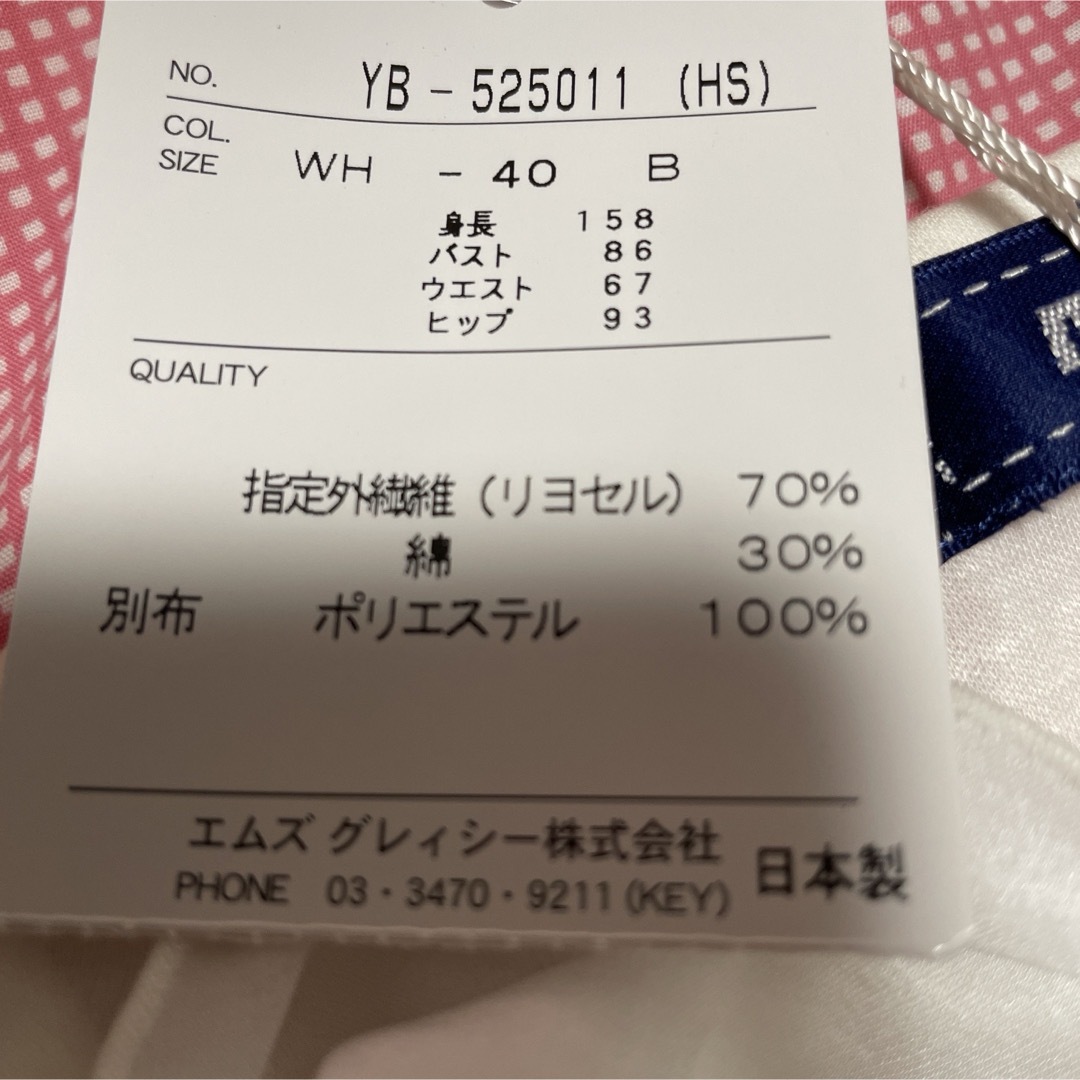 NO. YB-525011 (HS)
COL.
SIZE WH -40 B
身長 158
バスト 86
ウエスト 67
ヒップ 93
QUALITY
指定外繊維(リヨセル) 70%
綿 30%
別布 ポリエステル 100%
エムズ グレィシー株式会社
PHONE 03・3470・9211(KEY) 日本製